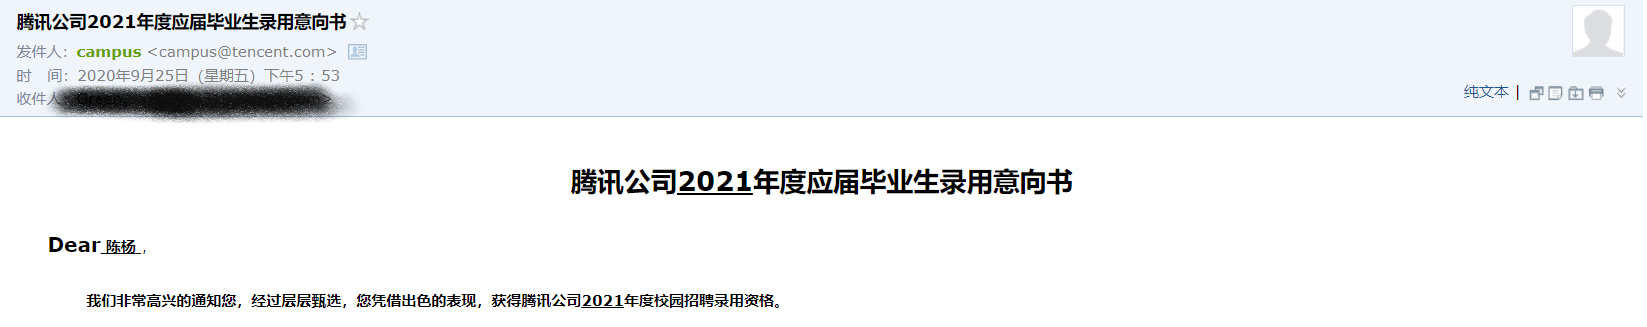 腾讯公司2021年度应届毕业生录用意向书
发件人：campus <campus@tencent.com>
时　间：2020年9月25日（星期五）下午5：53
收件人
纯文本 |
腾讯公司2021年度应届毕业生录用意向书
Dear 陈杨 ，
我们非常高兴的通知您，经过层层甄选，您凭借出色的表现，获得腾讯公司2021年度校园招聘录用资格。